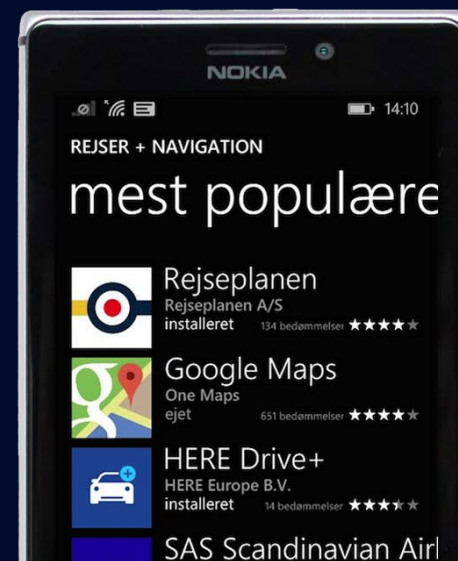 NOKIA
14:10
REJSER + NAVIGATION
mest populære
Rejseplanen
Rejseplanen A/S
installeret 134 bedømmelser
Google Maps
One Maps
ejet 651 bedømmelser
HERE Drive+
HERE Europe B.V.
installeret 14 bedømmelser
SAS Scandinavian Airl